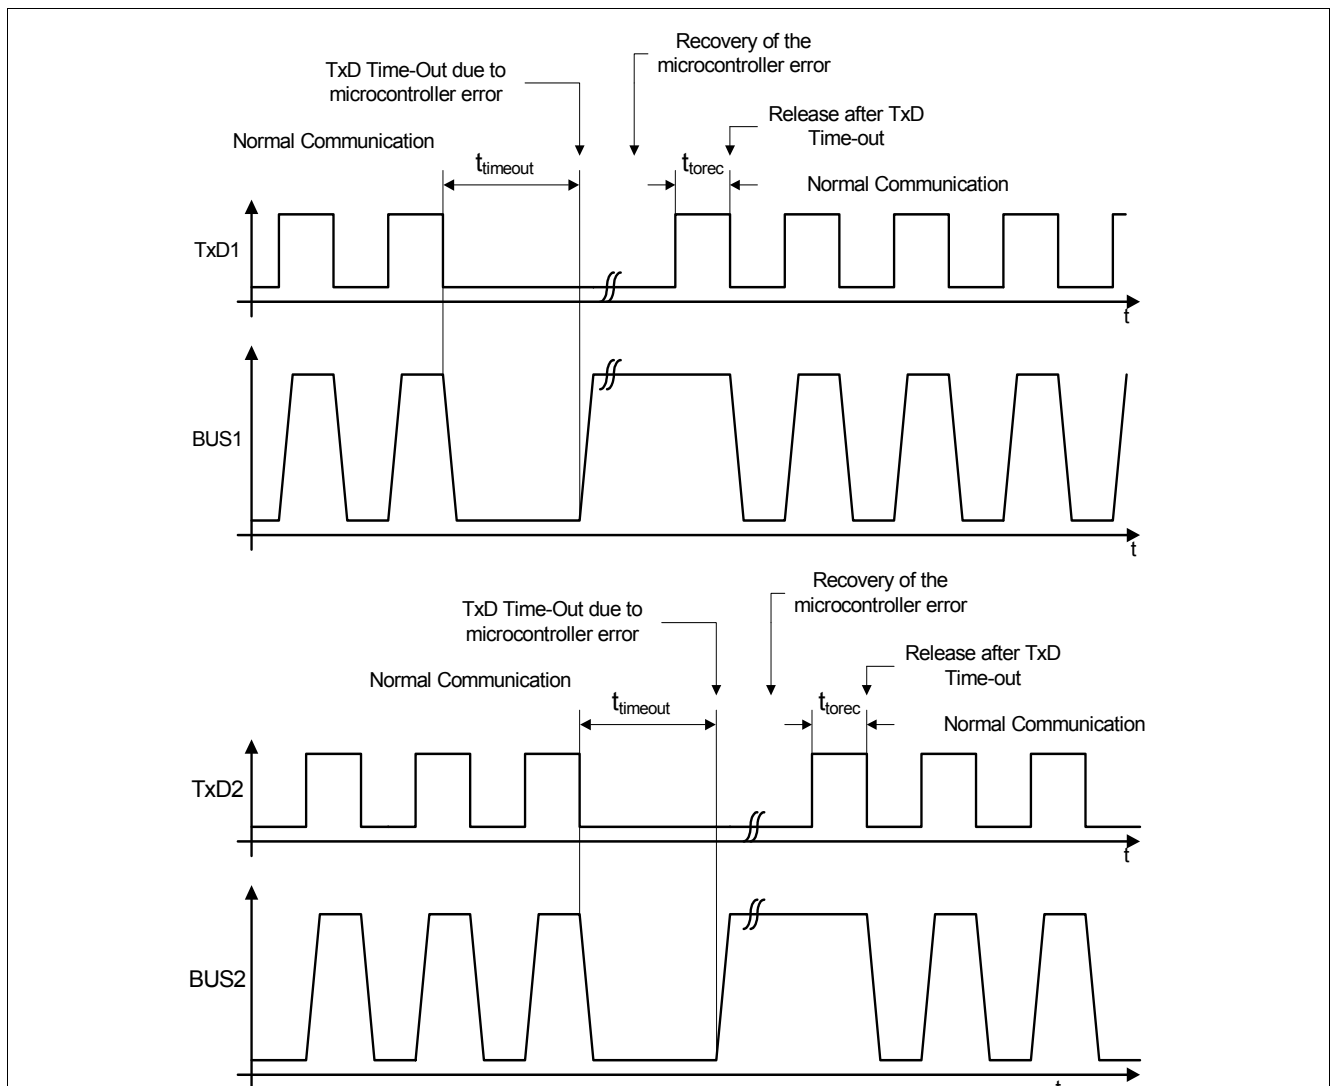 Recovery of the
microcontroller error
TxD Time-Out due to
microcontroller error
Release after TxD
Time-out
Normal Communication
ttimeout
ttorec
Normal Communication
TxD1
t
BUS1
t
Recovery of the
microcontroller error
TxD Time-Out due to
microcontroller error
Release after TxD
Time-out
Normal Communication
ttimeout
ttorec
Normal Communication
TxD2
t
BUS2
t